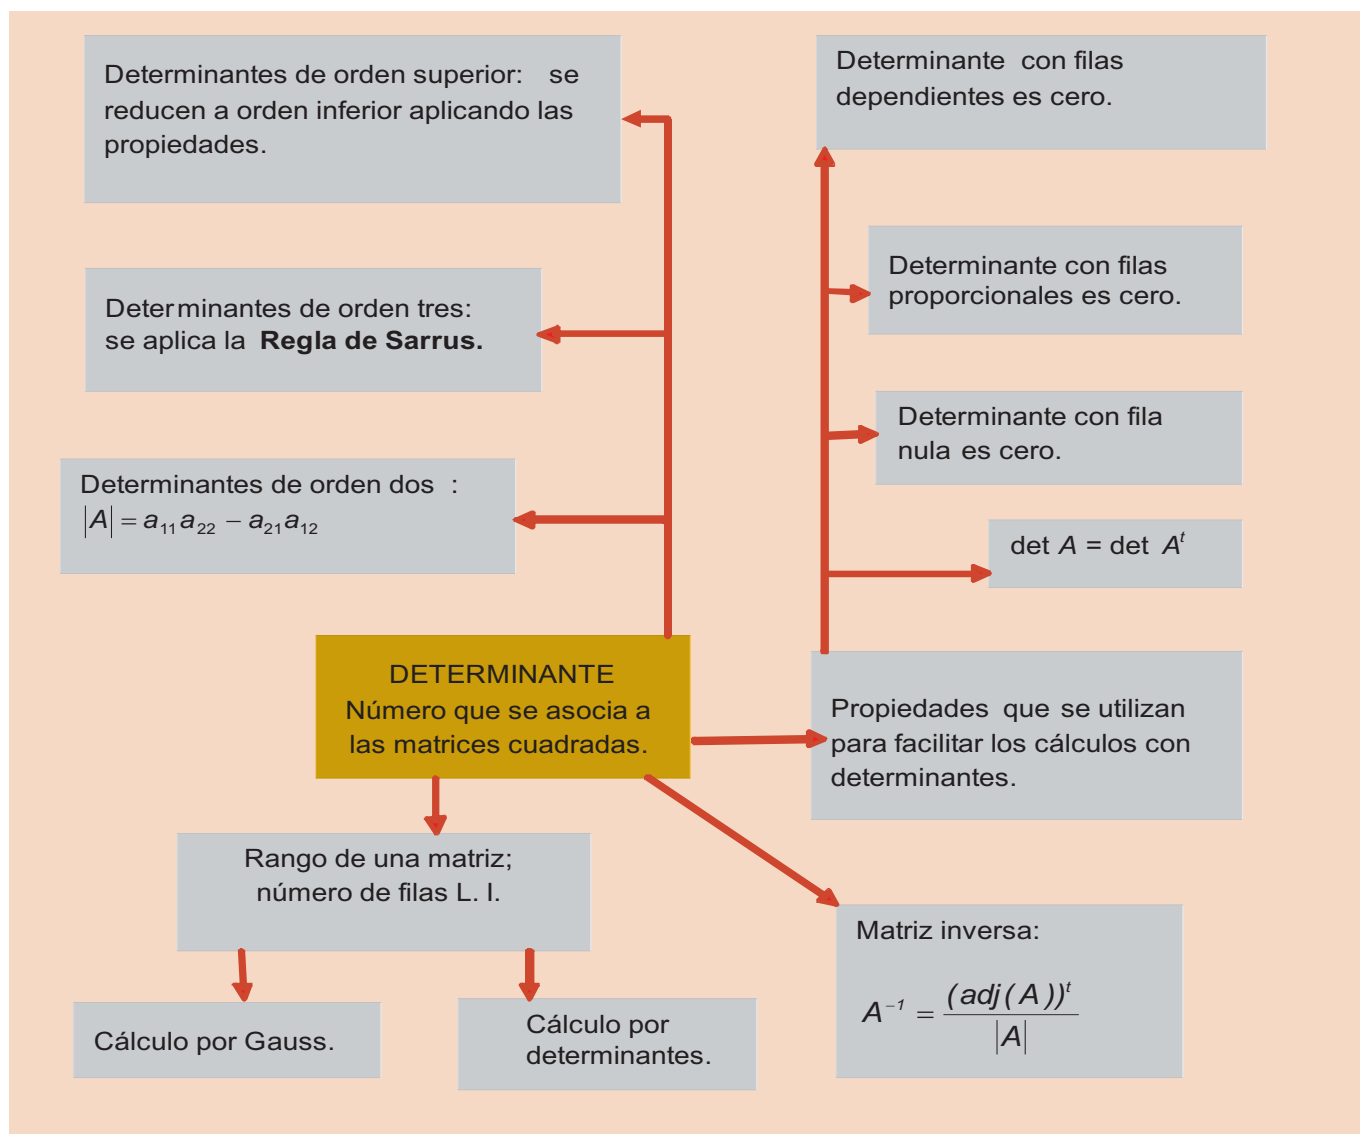 Determinantes de orden superior: se
reducen a orden inferior aplicando las
propiedades.
Determinante con filas
dependientes es cero.
Determinante con filas
proporcionales es cero.
Determinantes de orden tres:
se aplica la Regla de Sarrus.
Determinante con fila
nula es cero.
Determinantes de orden dos :
|A| = a₁₁a₂₂ − a₂₁a₁₂
det A = det Aᵗ
DETERMINANTE
Número que se asocia a
las matrices cuadradas.
Propiedades que se utilizan
para facilitar los cálculos con
determinantes.
Rango de una matriz;
número de filas L. I.
Cálculo por Gauss.
Cálculo por
determinantes.
Matriz inversa:
A⁻¹ = (adj(A))ᵗ / |A|